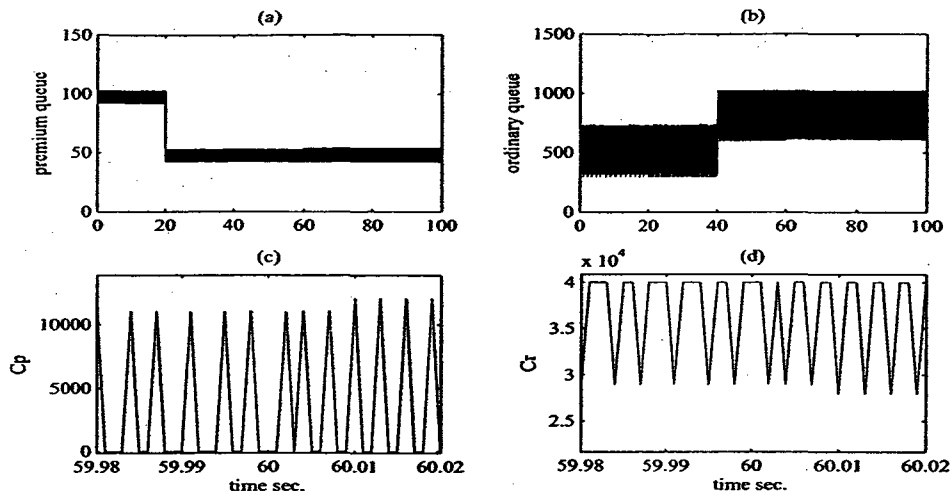 (a)
premium queue
150
100
50
0
0 20 40 60 80 100
(b)
ordinary queue
1500
1000
500
0
0 20 40 60 80 100
(c)
Cp
10000
5000
0
59.98 59.99 60 60.01 60.02
time sec.
(d)
x 10^4
Cr
4
3.5
3
2.5
59.98 59.99 60 60.01 60.02
time sec.